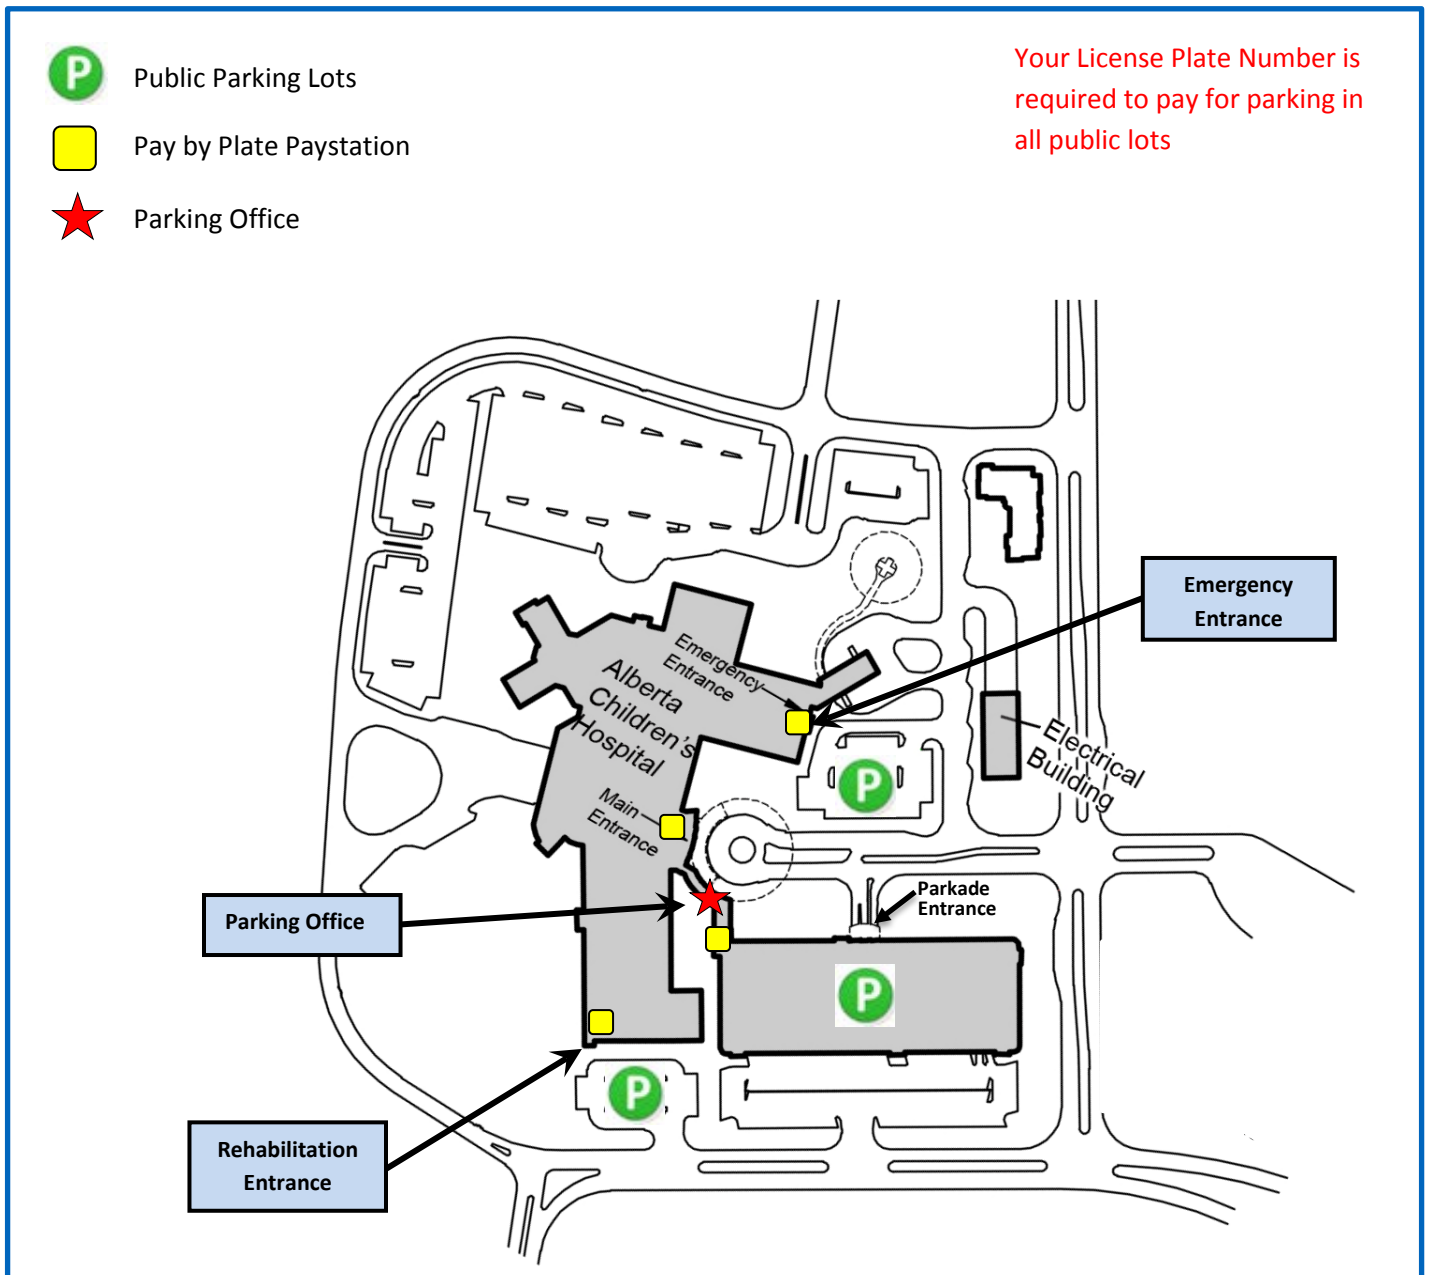 P Public Parking Lots
Your License Plate Number is
required to pay for parking in
all public lots
Pay by Plate Paystation
Parking Office
Emergency
Entrance
Emergency
Entrance
Alberta
Children's
Hospital
Electrical
Building
P
Main
Entrance
Parkade
Entrance
Parking Office
P
P
Rehabilitation
Entrance